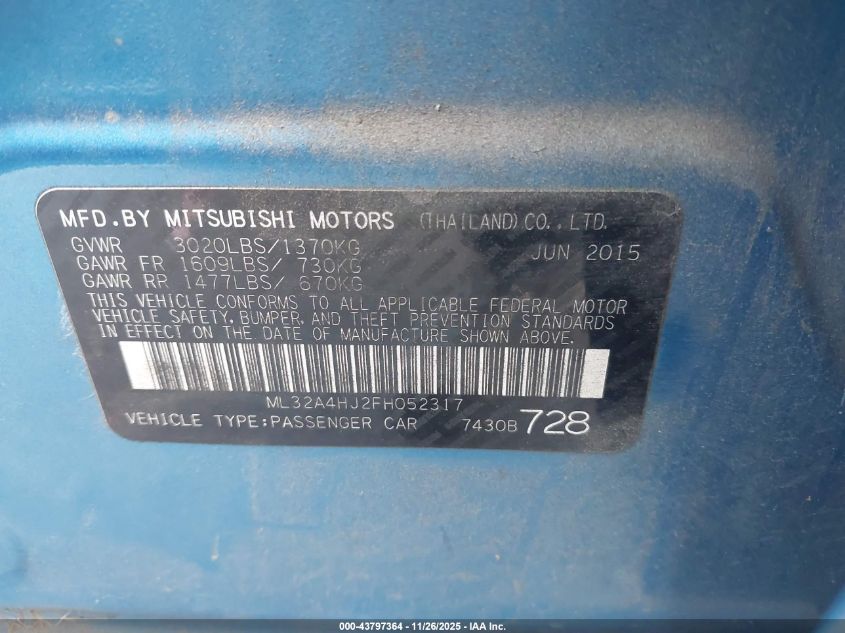 MFD.BY MITSUBISHI MOTORS (THAILAND) CO., LTD.
GVWR 3020LBS/1370KG JUN 2015
GAWR FR 1609LBS/ 730KG
GAWR RR 1477LBS/ 670KG
THIS VEHICLE CONFORMS TO ALL APPLICABLE FEDERAL MOTOR
VEHICLE SAFETY, BUMPER, AND THEFT PREVENTION STANDARDS
IN EFFECT ON THE DATE OF MANUFACTURE SHOWN ABOVE.
ML32A4HJ2FH052317
VEHICLE TYPE:PASSENGER CAR 7430B 728
000-43797364 - 11/26/2025 - IAA Inc.